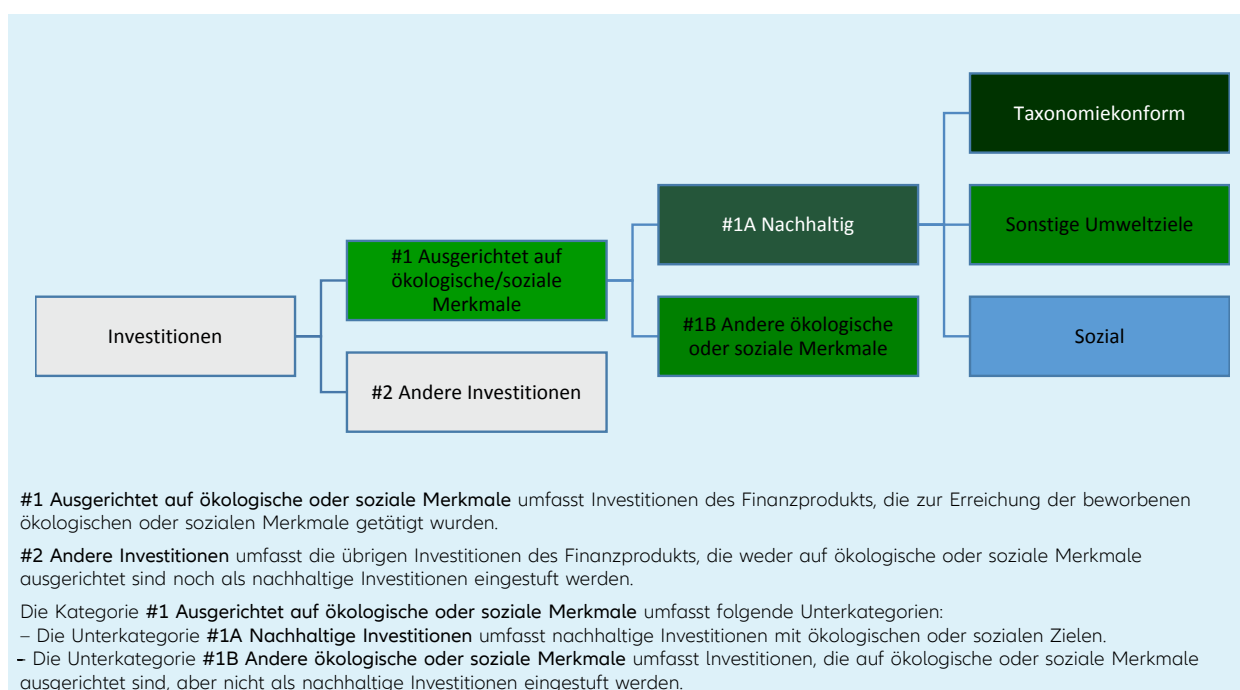 Taxonomiekonform
#1A Nachhaltig
Sonstige Umweltziele
#1 Ausgerichtet auf
ökologische/soziale
Merkmale
Investitionen
#1B Andere ökologische
oder soziale Merkmale
Sozial
#2 Andere Investitionen
#1 Ausgerichtet auf ökologische oder soziale Merkmale umfasst Investitionen des Finanzprodukts, die zur Erreichung der beworbenen
ökologischen oder sozialen Merkmale getätigt wurden.
#2 Andere Investitionen umfasst die übrigen Investitionen des Finanzprodukts, die weder auf ökologische oder soziale Merkmale
ausgerichtet sind noch als nachhaltige Investitionen eingestuft werden.
Die Kategorie #1 Ausgerichtet auf ökologische oder soziale Merkmale umfasst folgende Unterkategorien:
– Die Unterkategorie #1A Nachhaltige Investitionen umfasst nachhaltige Investitionen mit ökologischen oder sozialen Zielen.
- Die Unterkategorie #1B Andere ökologische oder soziale Merkmale umfasst Investitionen, die auf ökologische oder soziale Merkmale
ausgerichtet sind, aber nicht als nachhaltige Investitionen eingestuft werden.